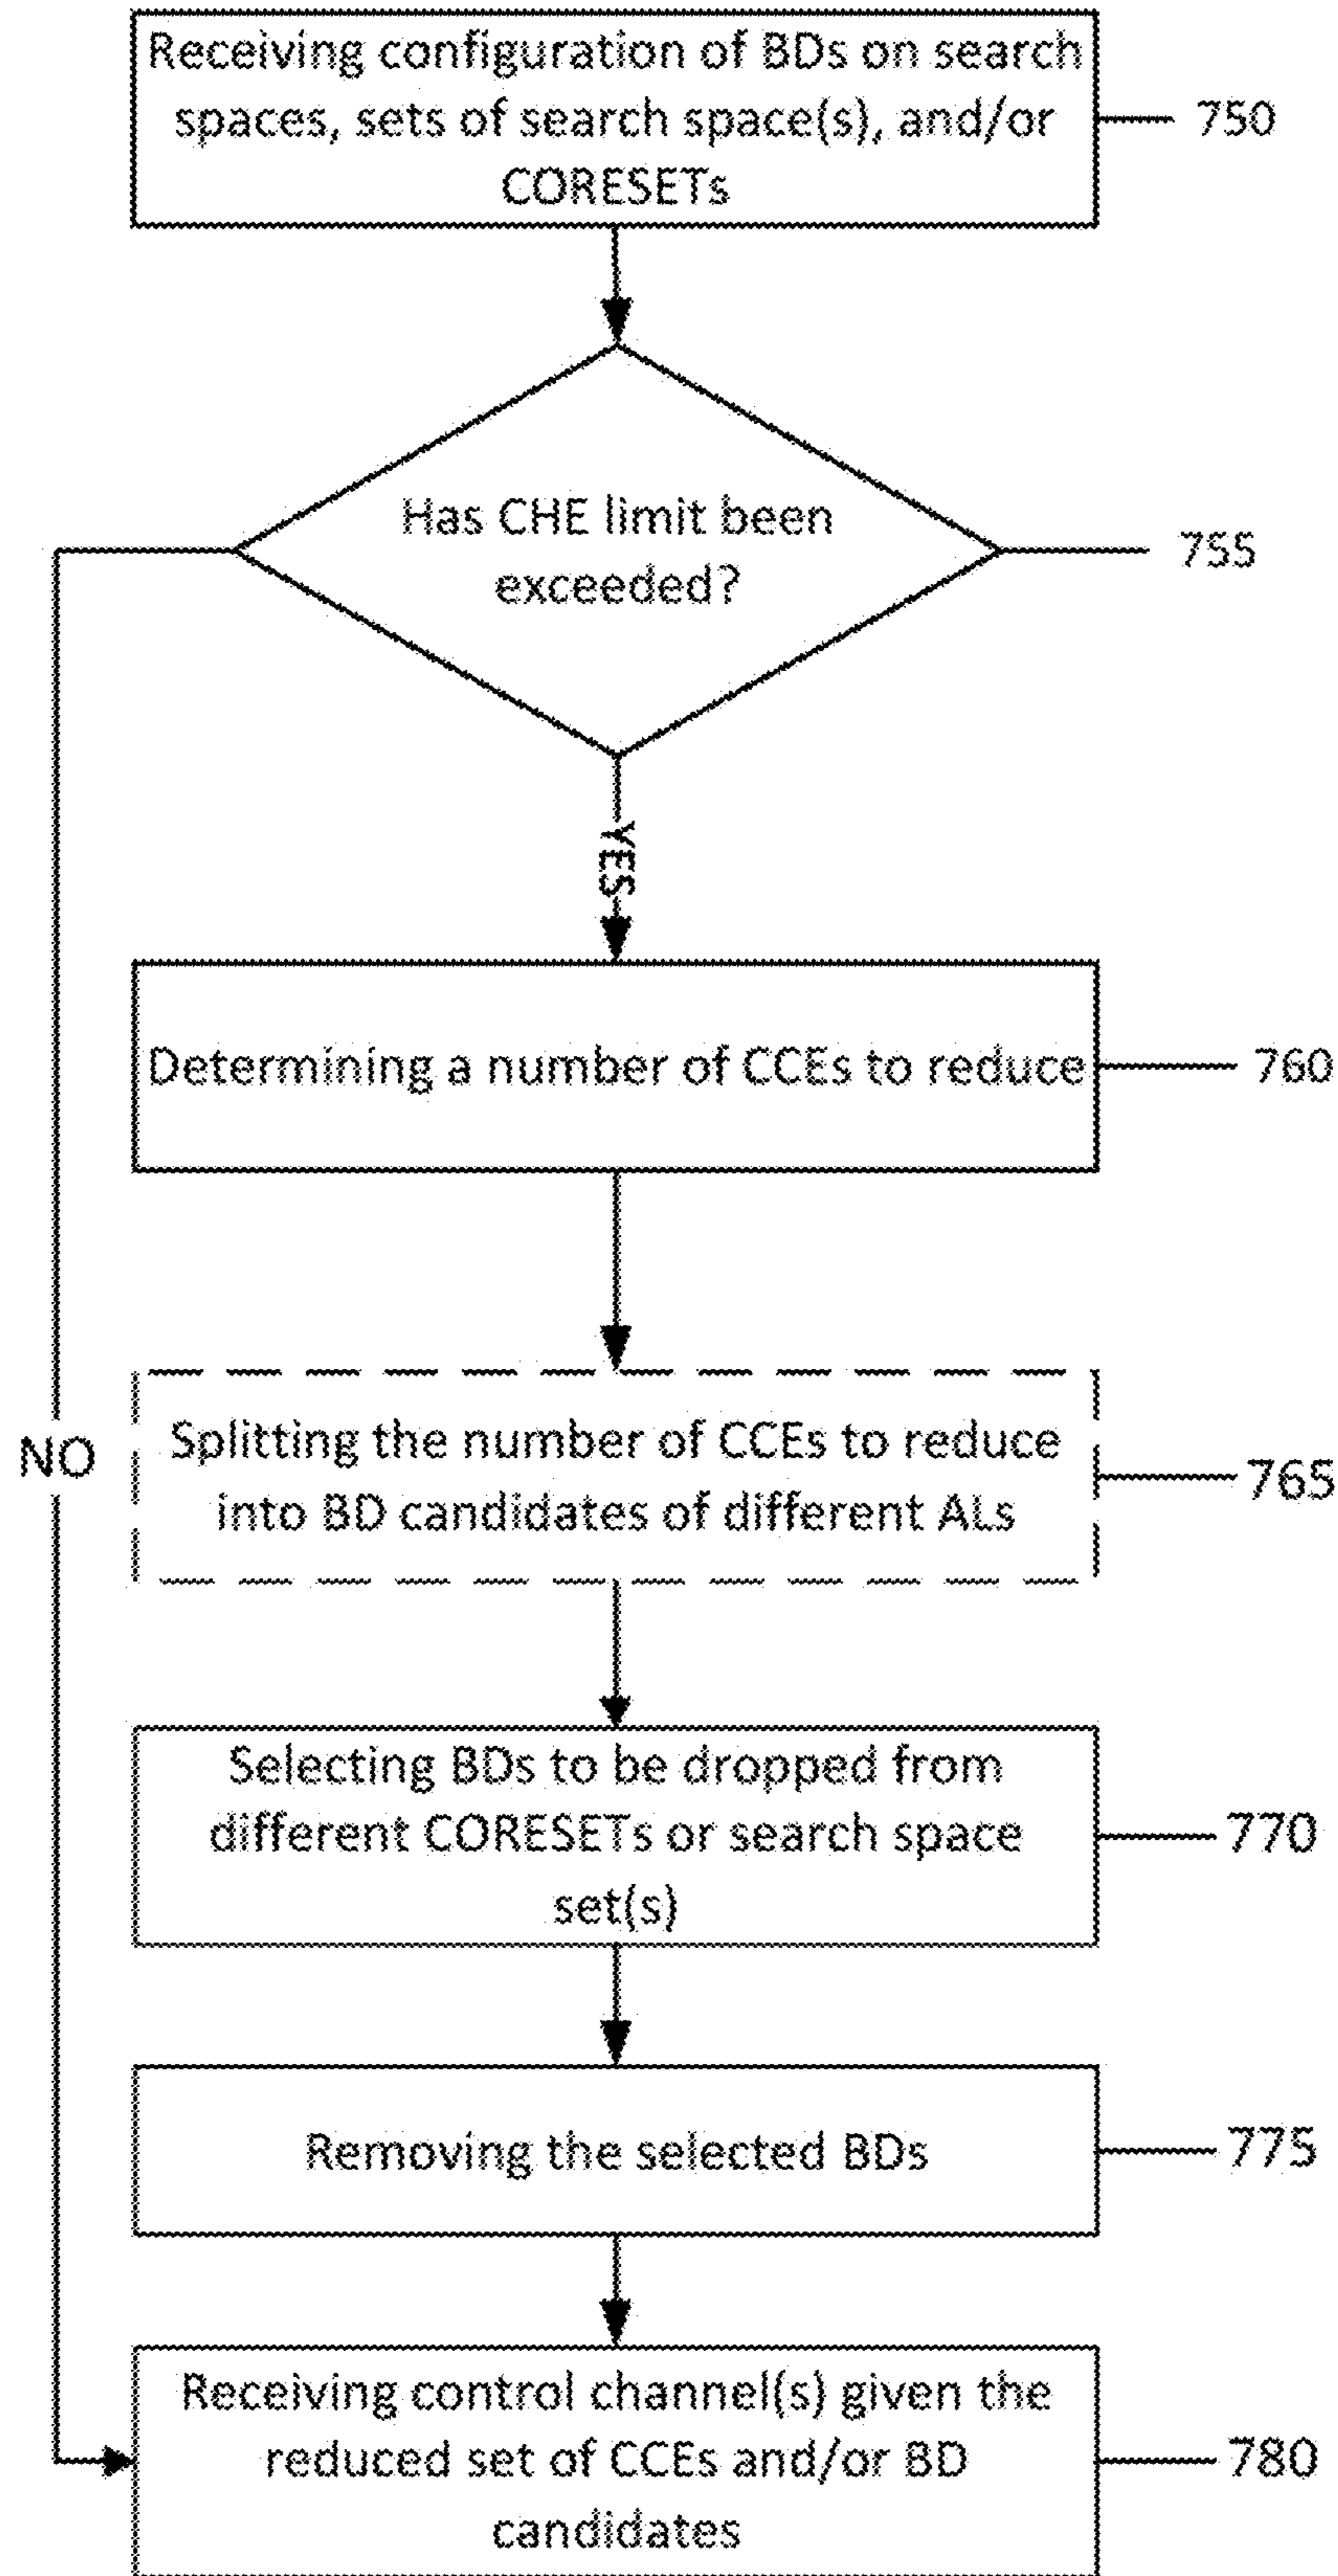 Receiving configuration of BDs on search
spaces, sets of search space(s), and/or
CORESETs
750
Has CHE limit been
exceeded?
755
YES
Determining a number of CCEs to reduce
760
NO
Splitting the number of CCEs to reduce
into BD candidates of different ALs
765
Selecting BDs to be dropped from
different CORESETs or search space
set(s)
770
Removing the selected BDs
775
Receiving control channel(s) given the
reduced set of CCEs and/or BD
candidates
780